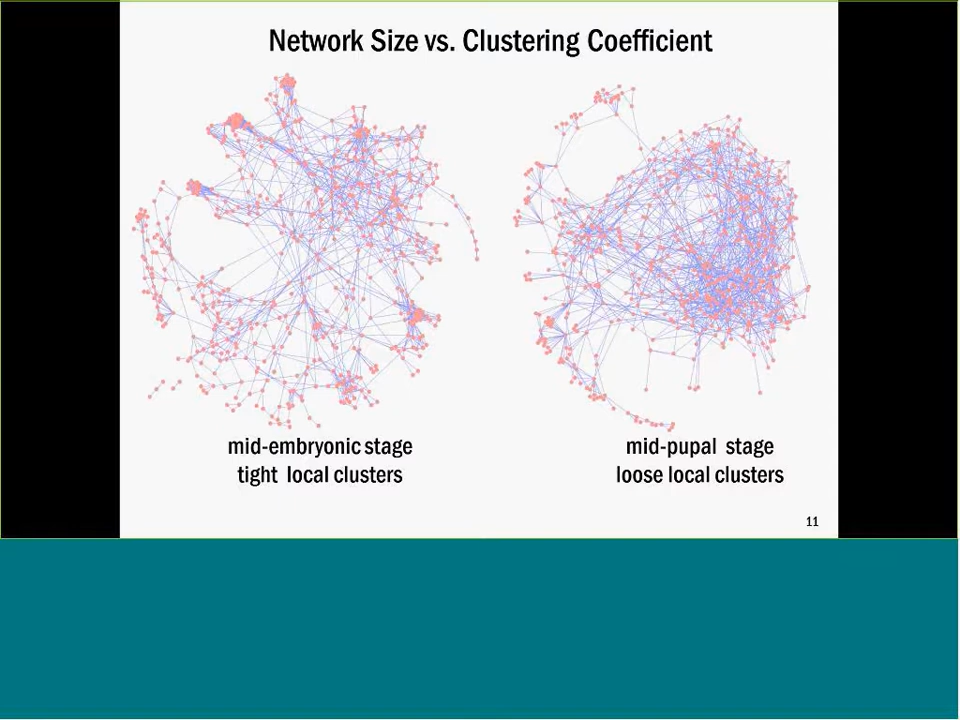 Network Size vs. Clustering Coefficient
mid-embryonic stage
tight local clusters
mid-pupal stage
loose local clusters
11